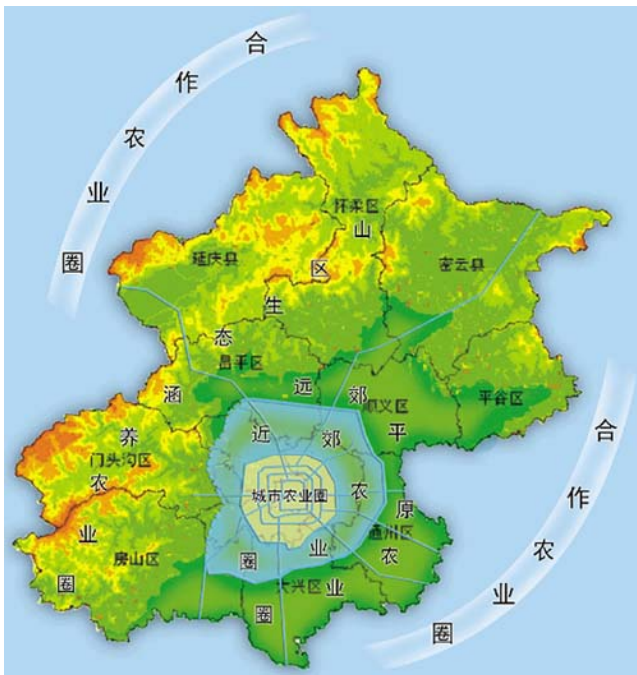 合作农业圈
怀柔区
延庆县
密云县
山区生态涵养农业圈
昌平区
远郊平原农业圈
顺义区
平谷区
近郊农业圈
门头沟区
城市农业圈
通州区
房山区
大兴区
合作农业圈